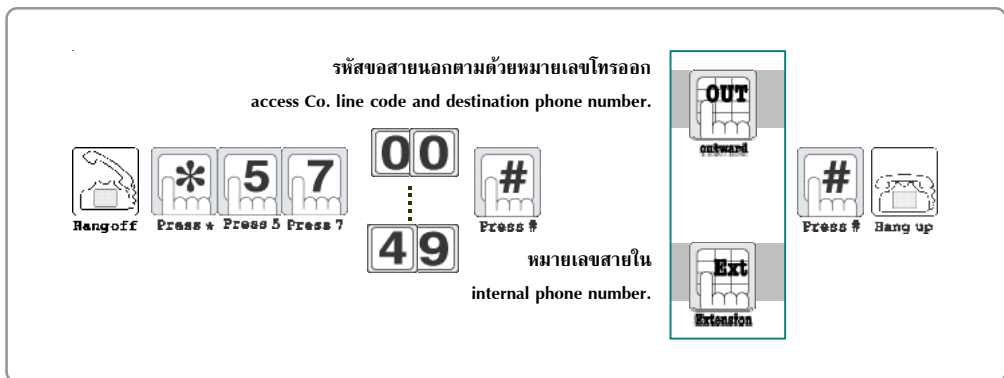 รหัสขอสายนอกตามด้วยหมายเลขโทรออก
access Co. line code and destination phone number.
OUT
outward
* 5 7
00
#
#
Hangoff
Press * Press 5 Press 7
Press #
Press # Hang up
49
หมายเลขสายใน
internal phone number.
Ext
Extension